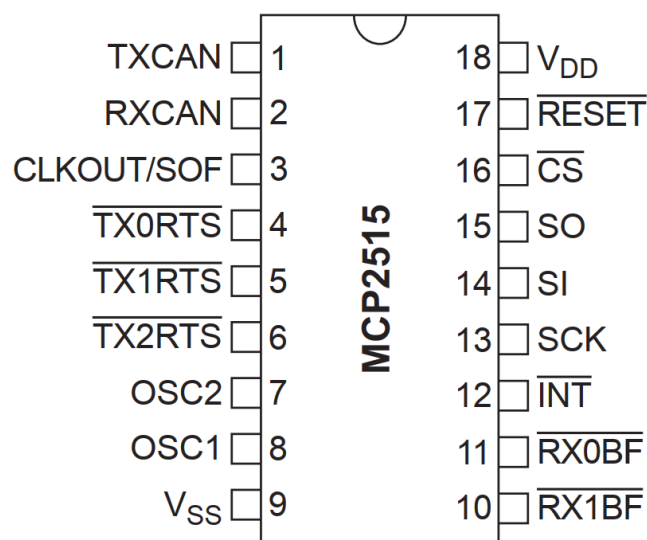 TXCAN 1 18 VDD
RXCAN 2 17 RESET
CLKOUT/SOF 3 16 CS
TX0RTS 4 15 SO
TX1RTS 5 14 SI
TX2RTS 6 13 SCK
OSC2 7 12 INT
OSC1 8 11 RX0BF
VSS 9 10 RX1BF
MCP2515